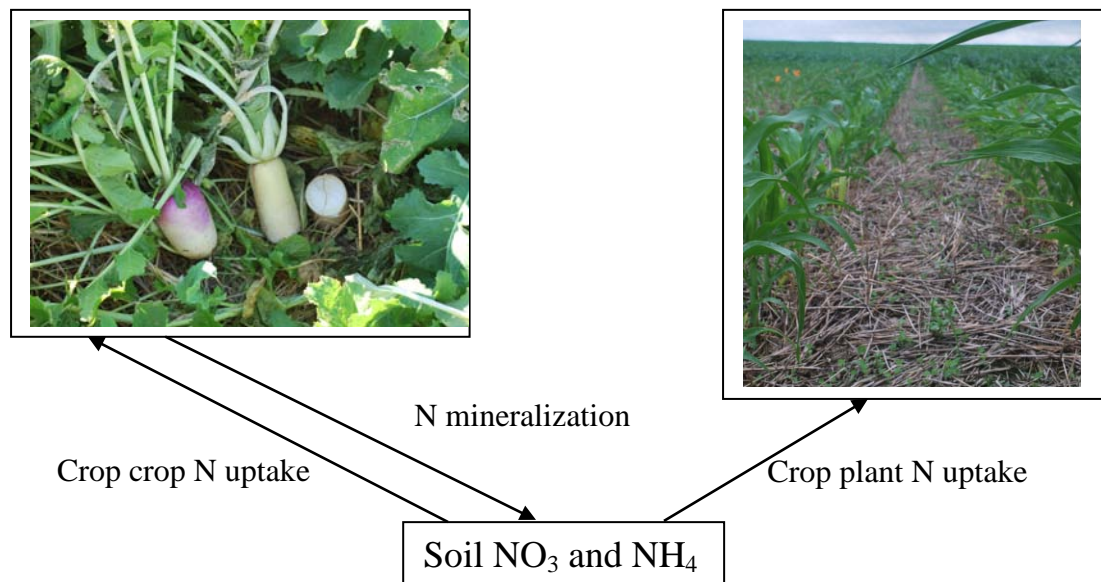 N mineralization
Crop crop N uptake
Crop plant N uptake
Soil NO₃ and NH₄